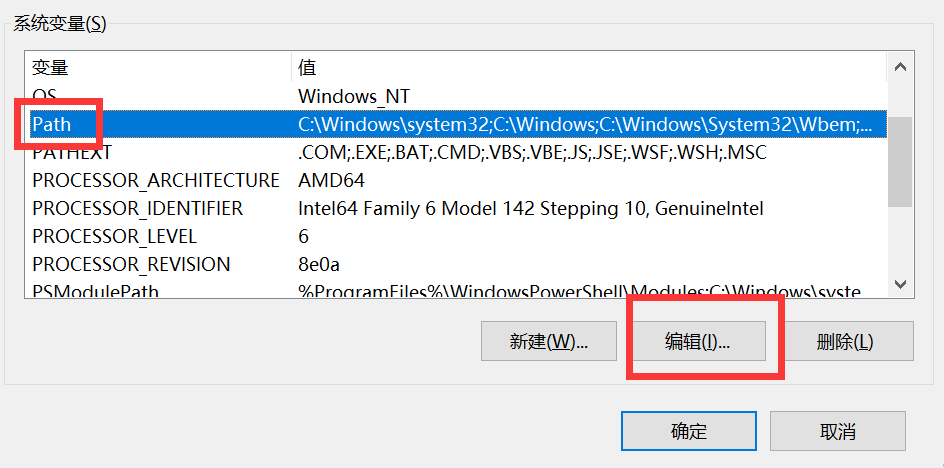 系统变量(S)
变量 值
OS Windows_NT
Path C:\Windows\system32;C:\Windows;C:\Windows\System32\Wbem;...
PATHEXT .COM;.EXE;.BAT;.CMD;.VBS;.VBE;.JS;.JSE;.WSF;.WSH;.MSC
PROCESSOR_ARCHITECTURE AMD64
PROCESSOR_IDENTIFIER Intel64 Family 6 Model 142 Stepping 10, GenuineIntel
PROCESSOR_LEVEL 6
PROCESSOR_REVISION 8e0a
PSModulePath %ProgramFiles%\WindowsPowerShell\Modules;C:\Windows\syste
新建(W)... 编辑(I)... 删除(L)
确定 取消